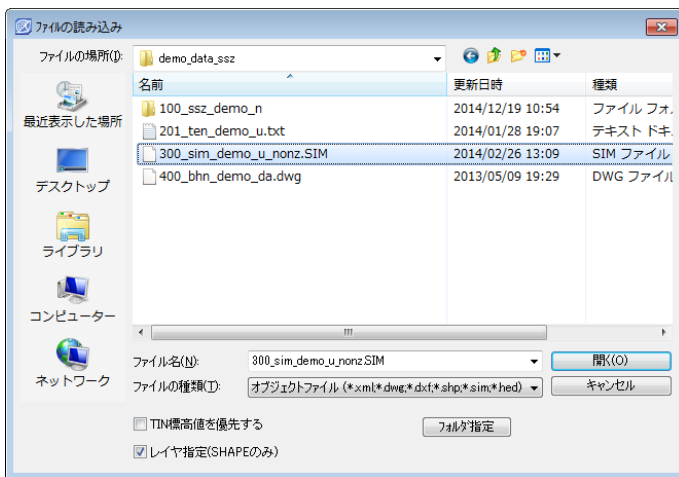 ﾌｧｲﾙの読み込み
ファイルの場所(I):
demo_data_ssz
名前
更新日時
種類
100_ssz_demo_n
2014/12/19 10:54
ファイル フォ.
201_ten_demo_u.txt
2014/01/28 19:07
テキスト ドキ.
300_sim_demo_u_nonz.SIM
2014/02/26 13:09
SIM ファイル
400_bhn_demo_da.dwg
2013/05/09 19:29
DWG ファイル
最近表示した場所
デスクトップ
ライブラリ
コンピューター
ネットワーク
ファイル名(N):
300_sim_demo_u_nonz.SIM
開く(O)
ファイルの種類(T):
オブジェクトファイル (*.xml;*.dwg;*.dxf;*.shp;*.sim;*.hed)
キャンセル
TIN標高値を優先する
ﾌｫﾙﾀﾞ指定
レイヤ指定(SHAPEのみ)